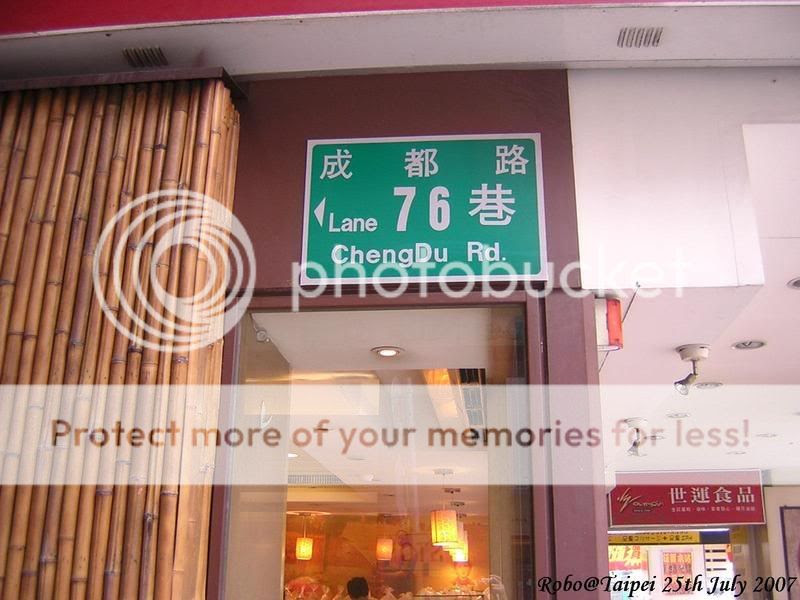 成都路
Lane 76 巷
ChengDu Rd.
photobucket
Protect more of your memories for less!
世運食品
Robo@Taipei 25th July 2007